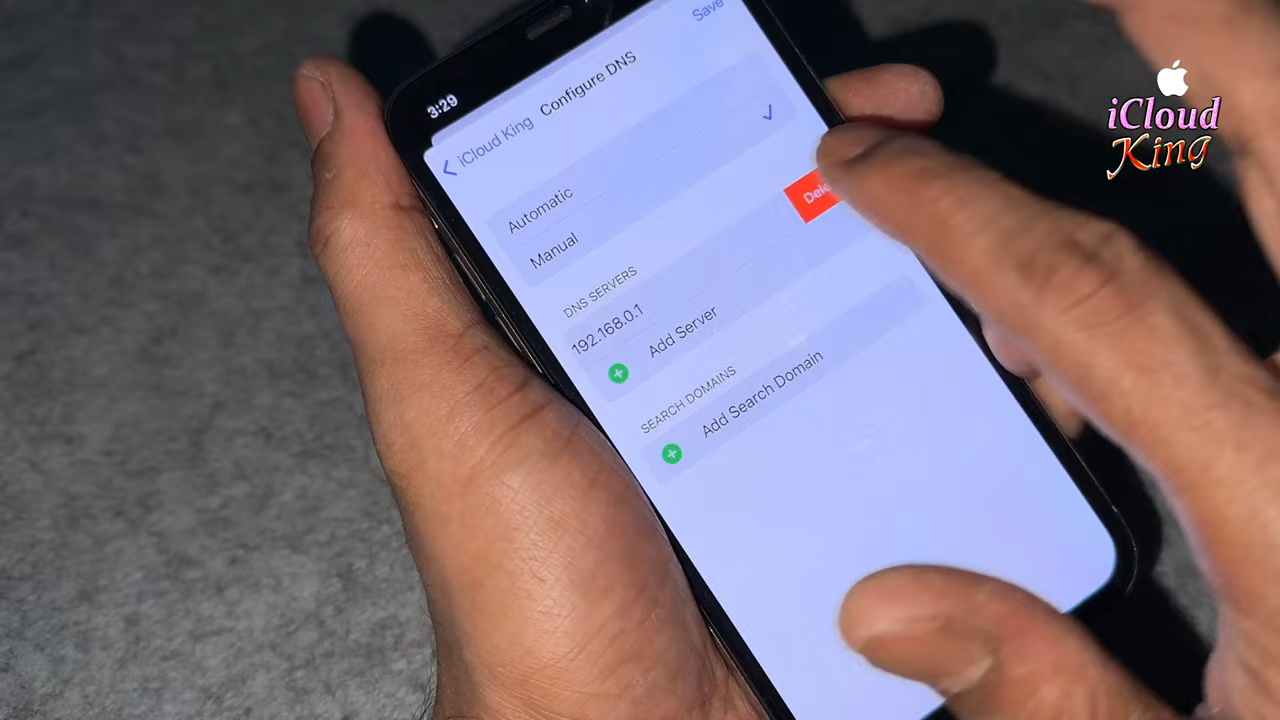 3:29
Save
iCloud King
Configure DNS
Automatic
Manual
DNS SERVERS
192.168.0.1
Add Server
SEARCH DOMAINS
Add Search Domain
iCloud
King